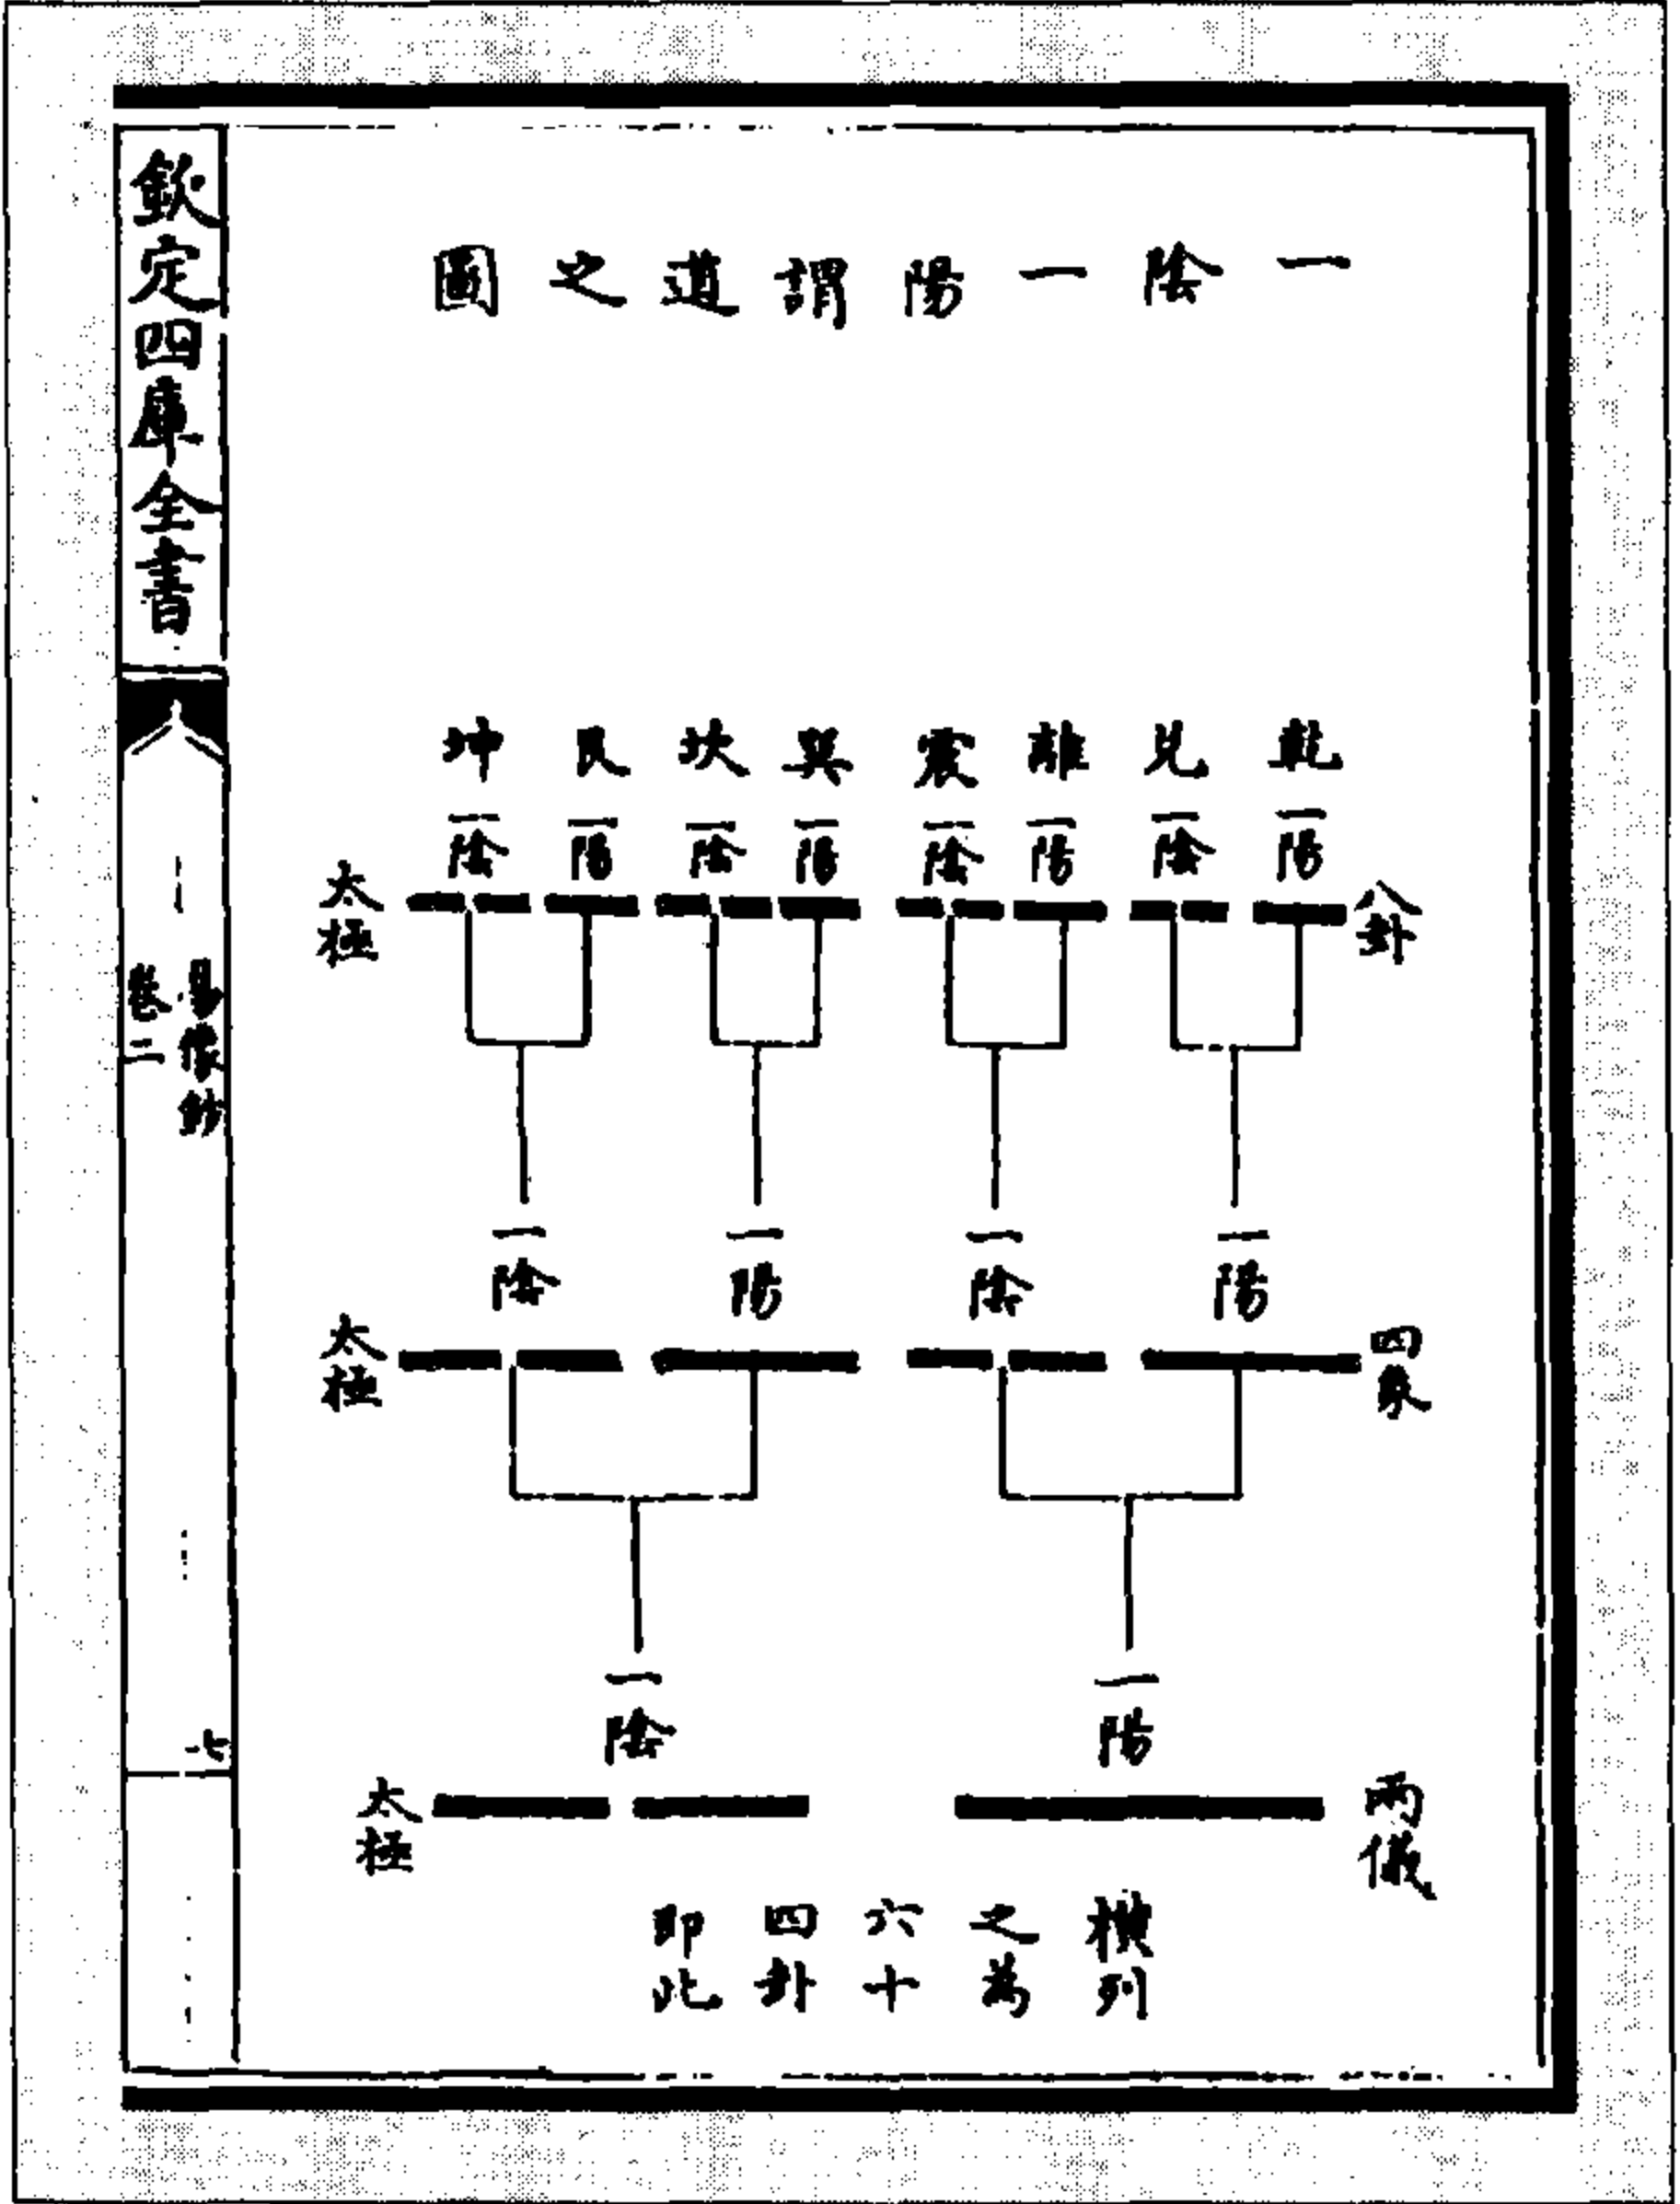 一陰一陽謂道之圖
乾 兌 離 震 巽 坎 艮 坤
一陽 一陰 一陽 一陰 一陽 一陰 一陽 一陰
八卦 太極
一陽 一陰 一陽 一陰
四象 太極
一陽 一陰
兩儀 太極
橫列
之為
六十
四卦
即此
欽定四庫全書
易像鈔
卷二
七